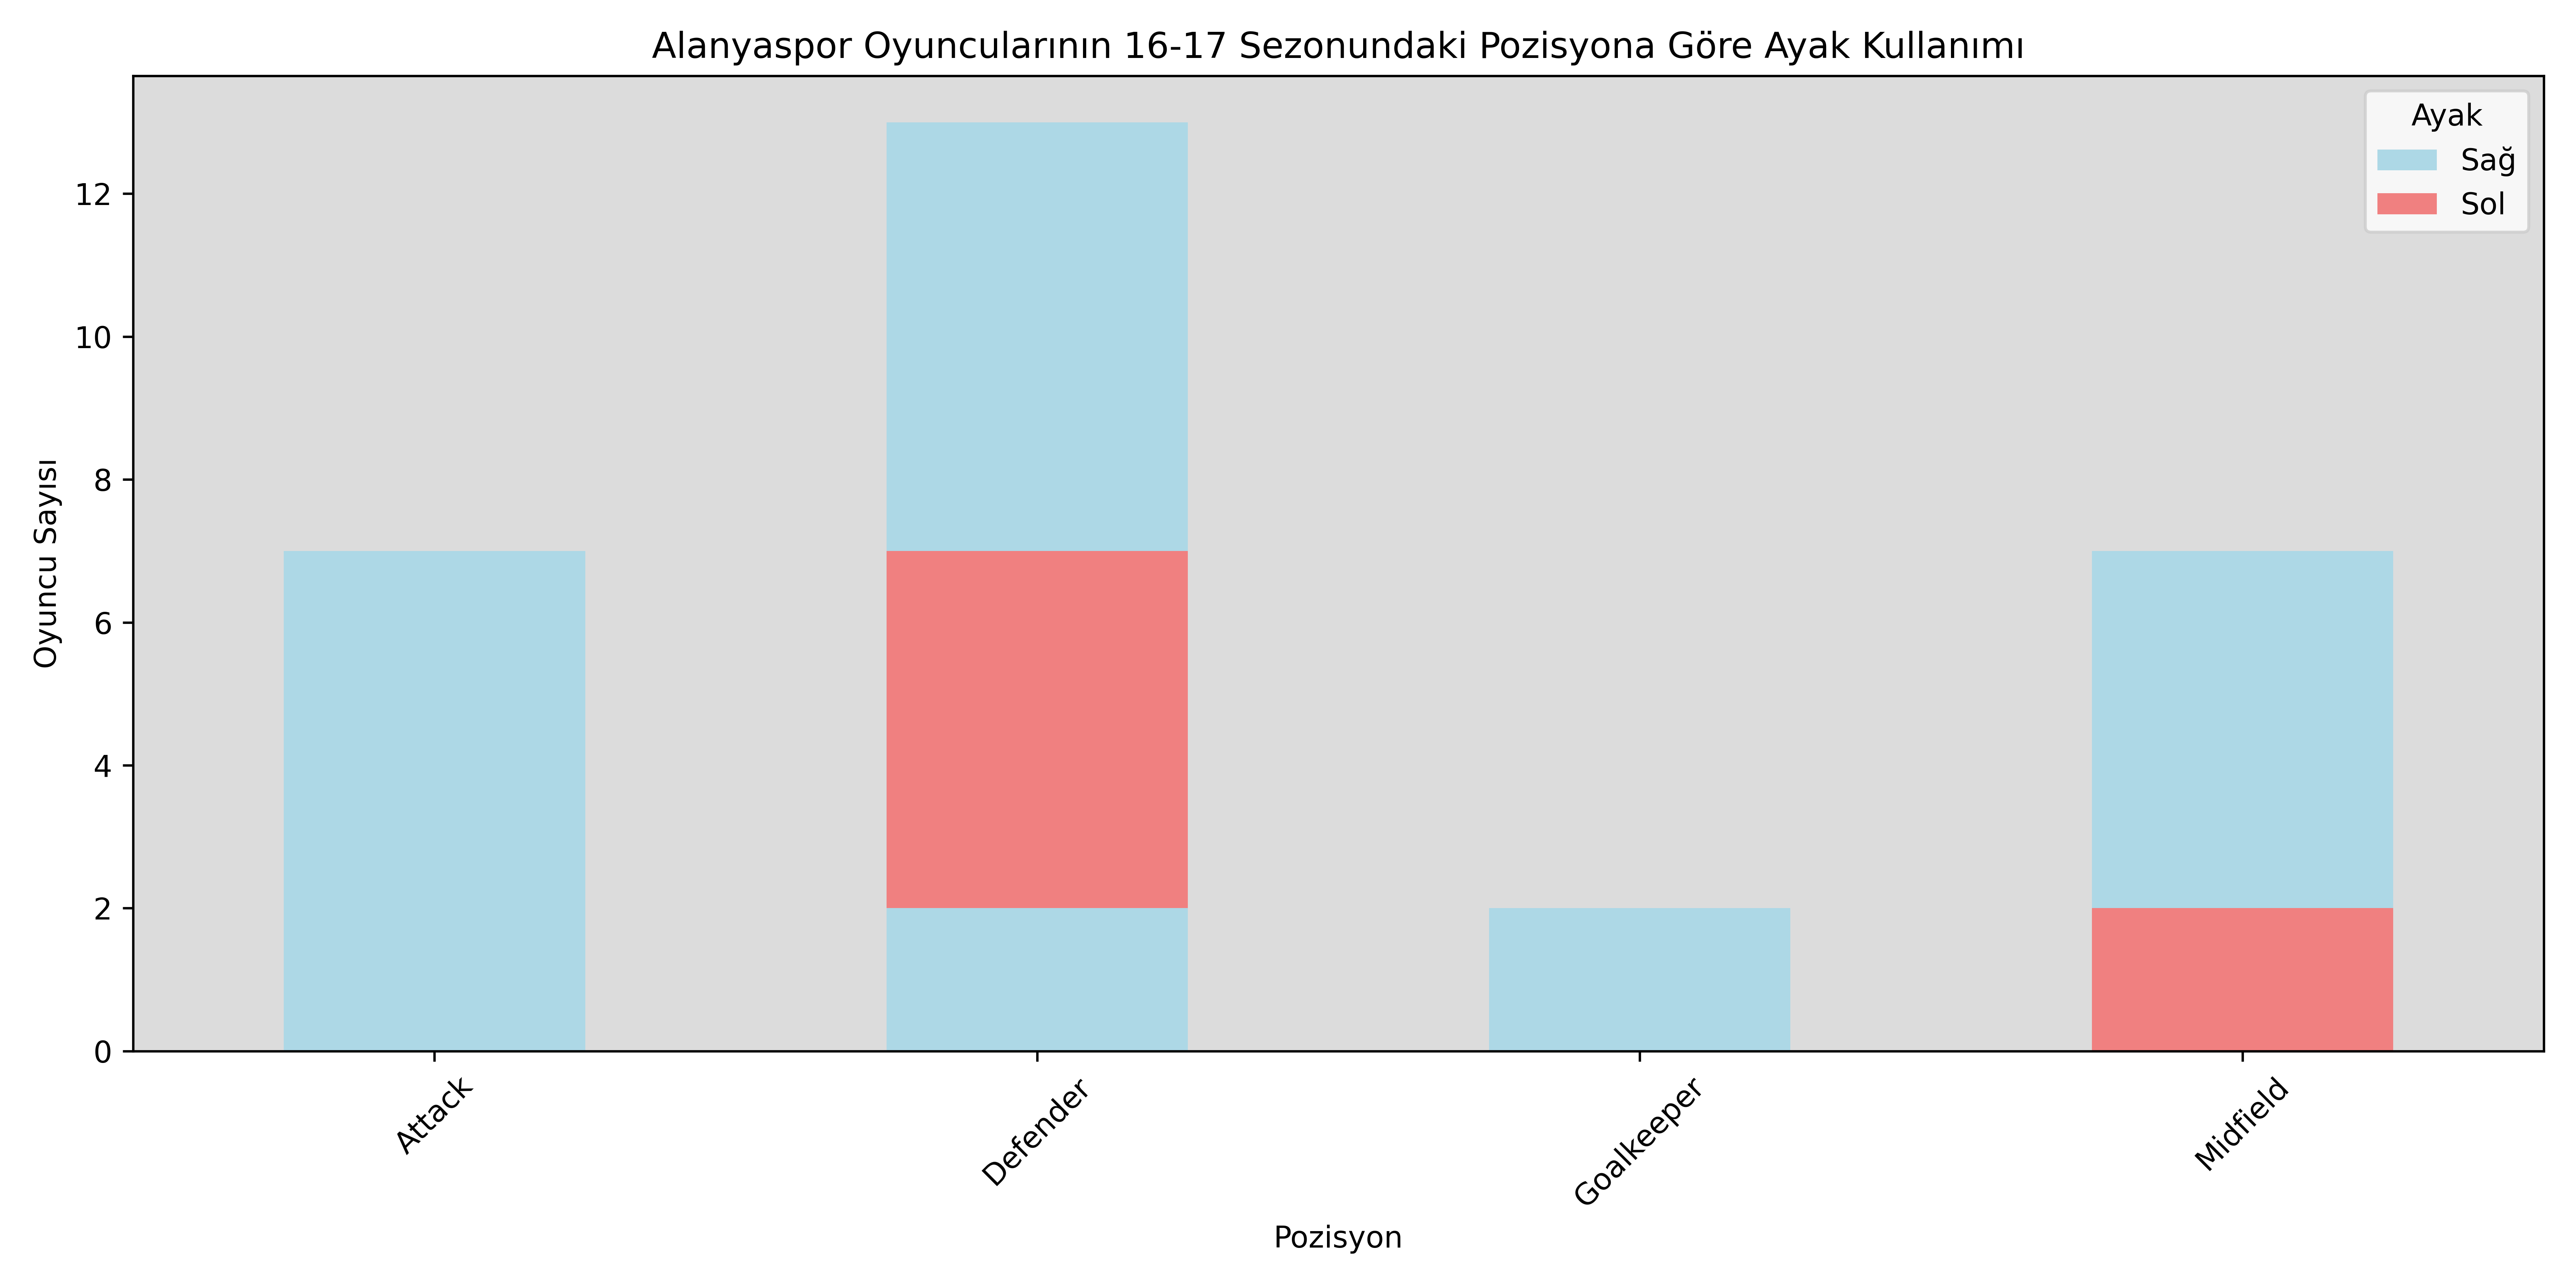 Alanyaspor Oyuncularının 16-17 Sezonundaki Pozisyona Göre Ayak Kullanımı
Ayak
Sağ
Sol
Oyuncu Sayısı
12
10
8
6
4
2
0
Attack
Defender
Goalkeeper
Midfield
Pozisyon